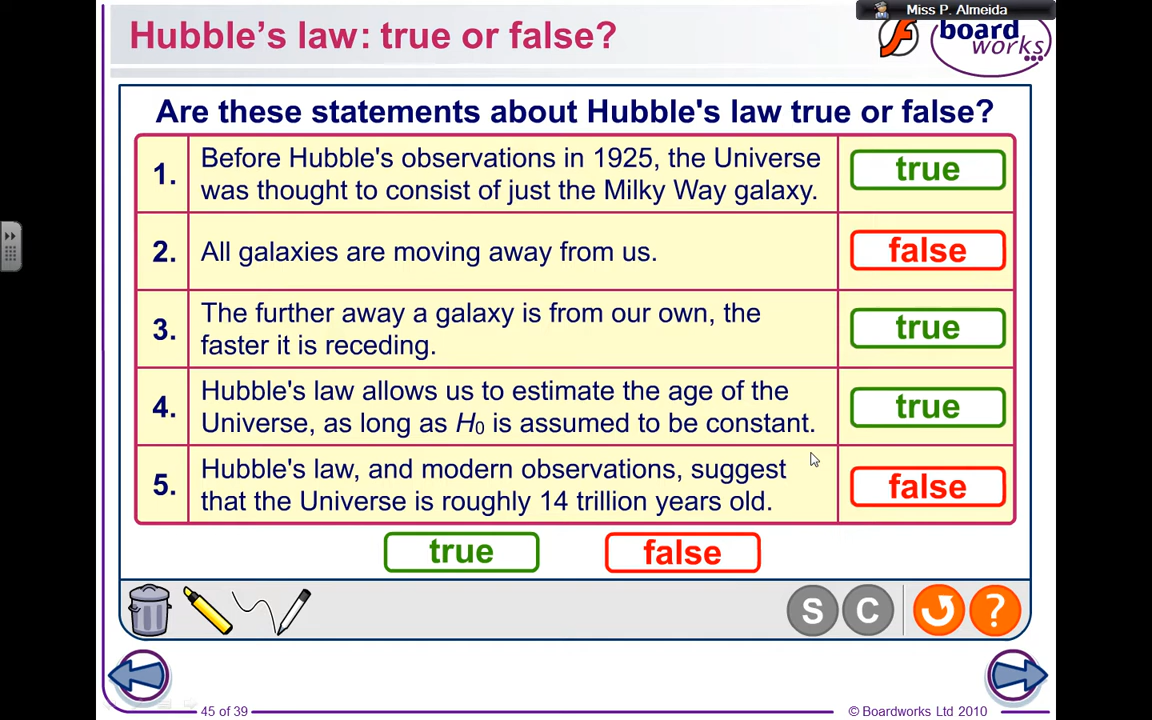 Miss P. Almeida
Hubble's law: true or false?
board
works
Are these statements about Hubble's law true or false?
1. Before Hubble's observations in 1925, the Universe
was thought to consist of just the Milky Way galaxy.
true
2. All galaxies are moving away from us.
false
3. The further away a galaxy is from our own, the
faster it is receding.
true
4. Hubble's law allows us to estimate the age of the
Universe, as long as H0 is assumed to be constant.
true
5. Hubble's law, and modern observations, suggest
that the Universe is roughly 14 trillion years old.
false
true false
S C ?
45 of 39
© Boardworks Ltd 2010